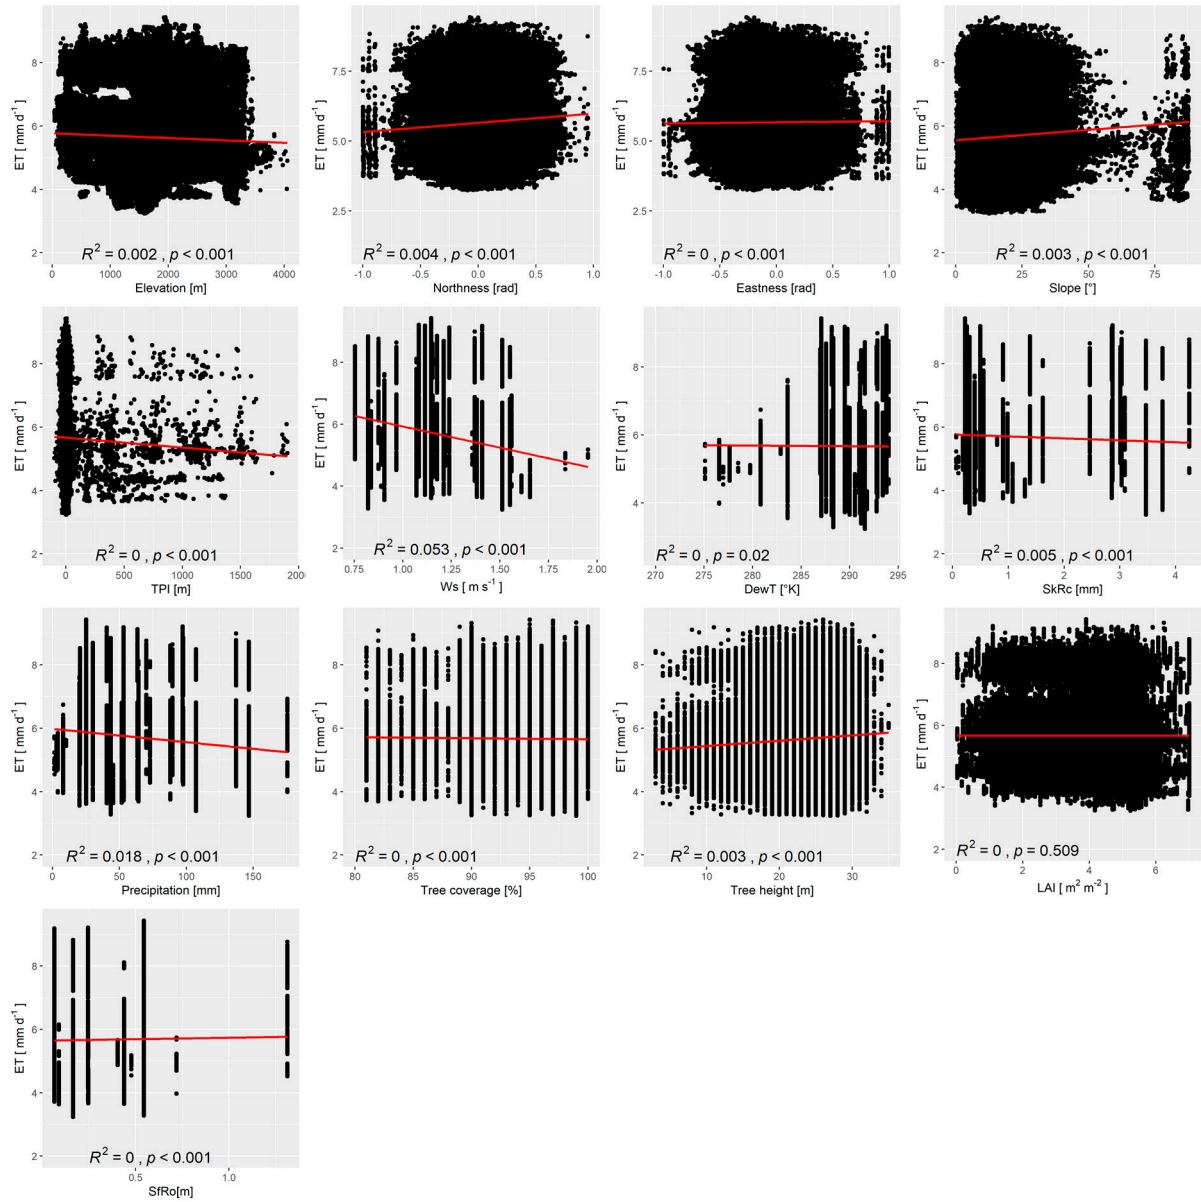 ET [ mm d⁻¹ ]
8
6
4
2
R² = 0.002 , p < 0.001
0 1000 2000 3000 4000
Elevation [m]
ET [ mm d⁻¹ ]
7.5
5.0
2.5
R² = 0.004 , p < 0.001
-1.0 -0.5 0.0 0.5 1.0
Northness [rad]
ET [ mm d⁻¹ ]
7.5
5.0
2.5
R² = 0 , p < 0.001
-1.0 -0.5 0.0 0.5 1.0
Eastness [rad]
ET [ mm d⁻¹ ]
8
6
4
2
R² = 0.003 , p < 0.001
0 25 50 75
Slope [°]
ET [ mm d⁻¹ ]
8
6
4
2
R² = 0 , p < 0.001
0 500 1000 1500 200
TPI [m]
ET [ mm d⁻¹ ]
8
6
4
2
R² = 0.053 , p < 0.001
0.75 1.00 1.25 1.50 1.75 2.00
Ws [ m s⁻¹ ]
ET [ mm d⁻¹ ]
8
6
4
2
R² = 0 , p = 0.02
270 275 280 285 290 295
DewT [°K]
ET [ mm d⁻¹ ]
8
6
4
2
R² = 0.005 , p < 0.001
0 1 2 3 4
SkRc [mm]
ET [ mm d⁻¹ ]
8
6
4
2
R² = 0.018 , p < 0.001
0 50 100 150
Precipitation [mm]
ET [ mm d⁻¹ ]
8
6
4
2
R² = 0 , p < 0.001
80 85 90 95 100
Tree coverage [%]
ET [ mm d⁻¹ ]
8
6
4
2
R² = 0.003 , p < 0.001
10 20 30
Tree height [m]
ET [ mm d⁻¹ ]
8
6
4
2
R² = 0 , p = 0.509
0 2 4 6
LAI [ m² m⁻² ]
ET [ mm d⁻¹ ]
8
6
4
2
R² = 0 , p < 0.001
0.5 1.0
SfRo[m]